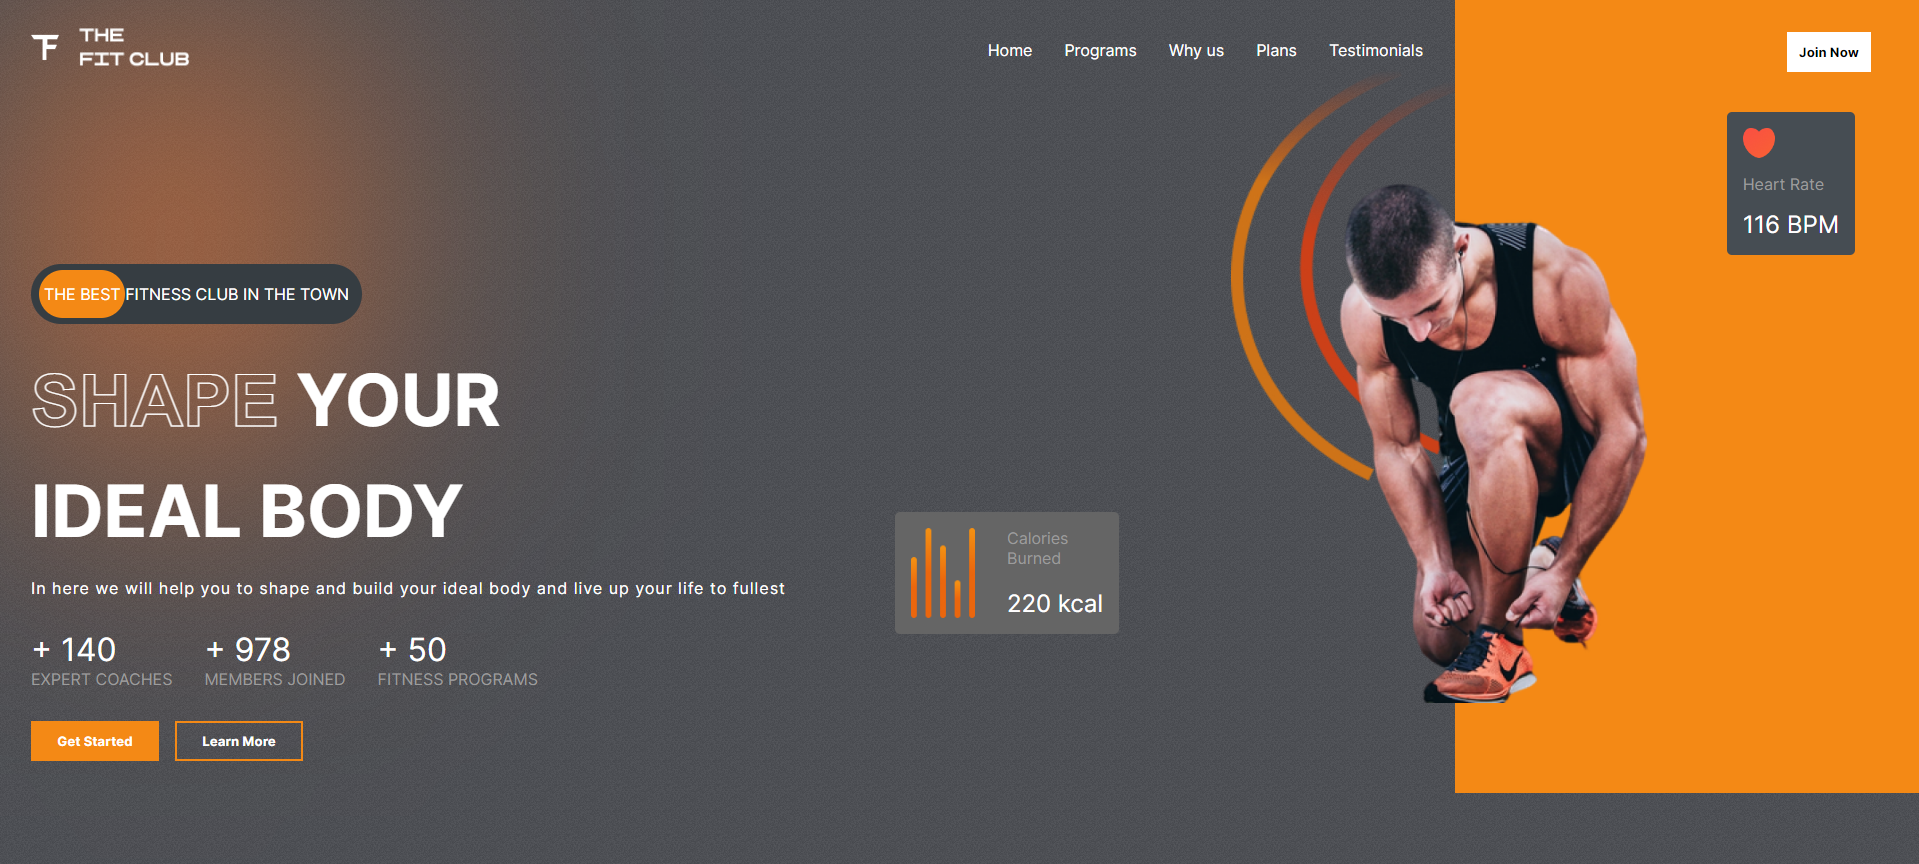 THE
FIT CLUB
Home Programs Why us Plans Testimonials
Join Now
Heart Rate
116 BPM
THE BEST FITNESS CLUB IN THE TOWN
SHAPE YOUR
IDEAL BODY
In here we will help you to shape and build your ideal body and live up your life to fullest
Calories
Burned
220 kcal
+ 140
EXPERT COACHES
+ 978
MEMBERS JOINED
+ 50
FITNESS PROGRAMS
Get Started
Learn More